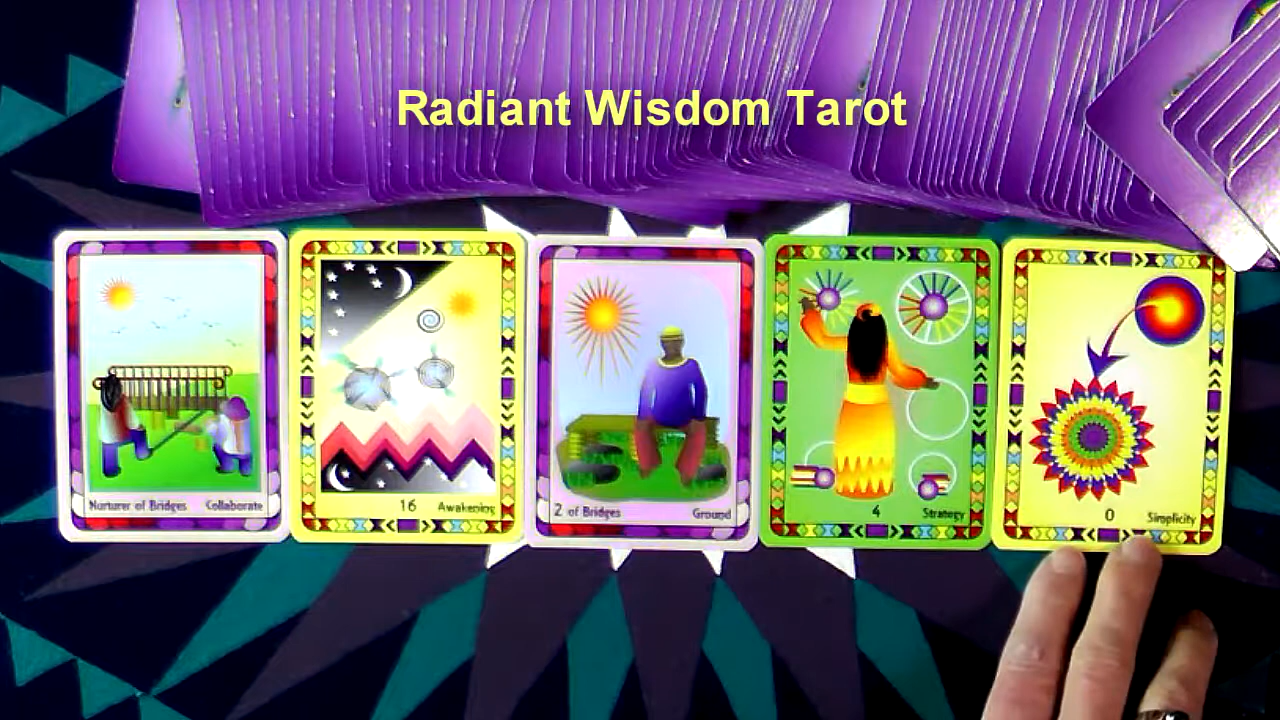 Radiant Wisdom Tarot
Nurturer of Bridges Collaborate
16 Awakening
2 of Bridges Ground
4 Strategy
0 Simplicity